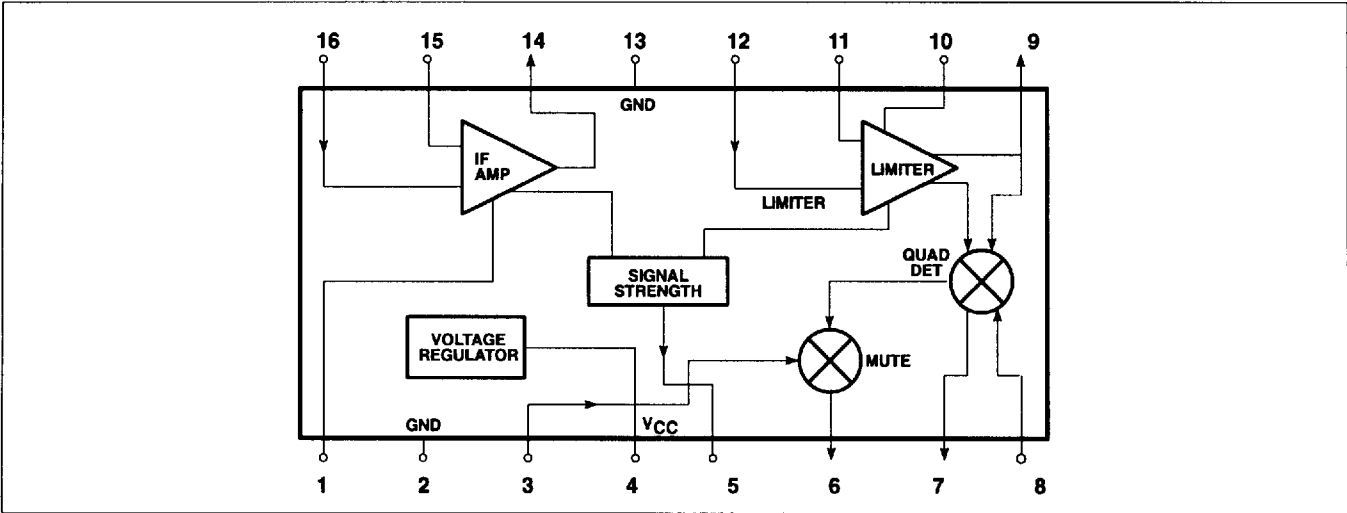 16 15 14 13 12 11 10 9
GND
IF
AMP
LIMITER
LIMITER
QUAD
DET
SIGNAL
STRENGTH
VOLTAGE
REGULATOR
MUTE
GND
VCC
1 2 3 4 5 6 7 8